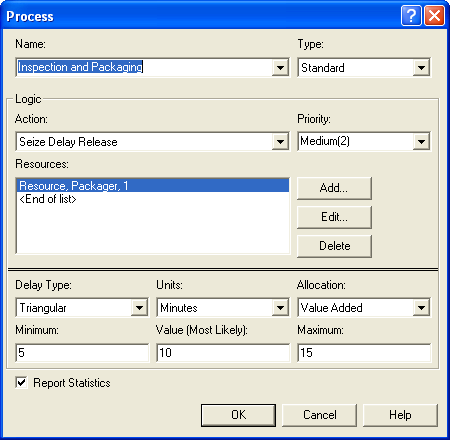 Process
Name: Type:
Inspection and Packaging Standard
Logic
Action: Priority:
Seize Delay Release Medium(2)
Resources:
Resource, Packager, 1 Add...
<End of list>
Edit...
Delete
Delay Type: Units: Allocation:
Triangular Minutes Value Added
Minimum: Value (Most Likely): Maximum:
5 10 15
Report Statistics
OK Cancel Help